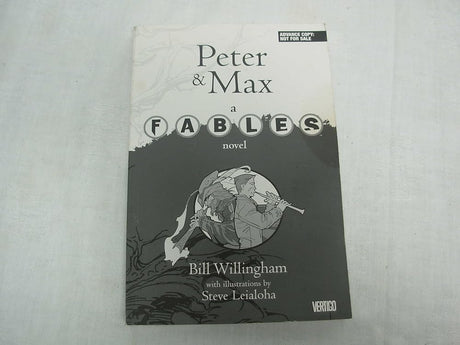 ADVANCE COPY:
NOT FOR SALE
Peter
& Max
a
FABLES
novel
Bill Willingham
with illustrations by
Steve Leialoha
VERTIGO